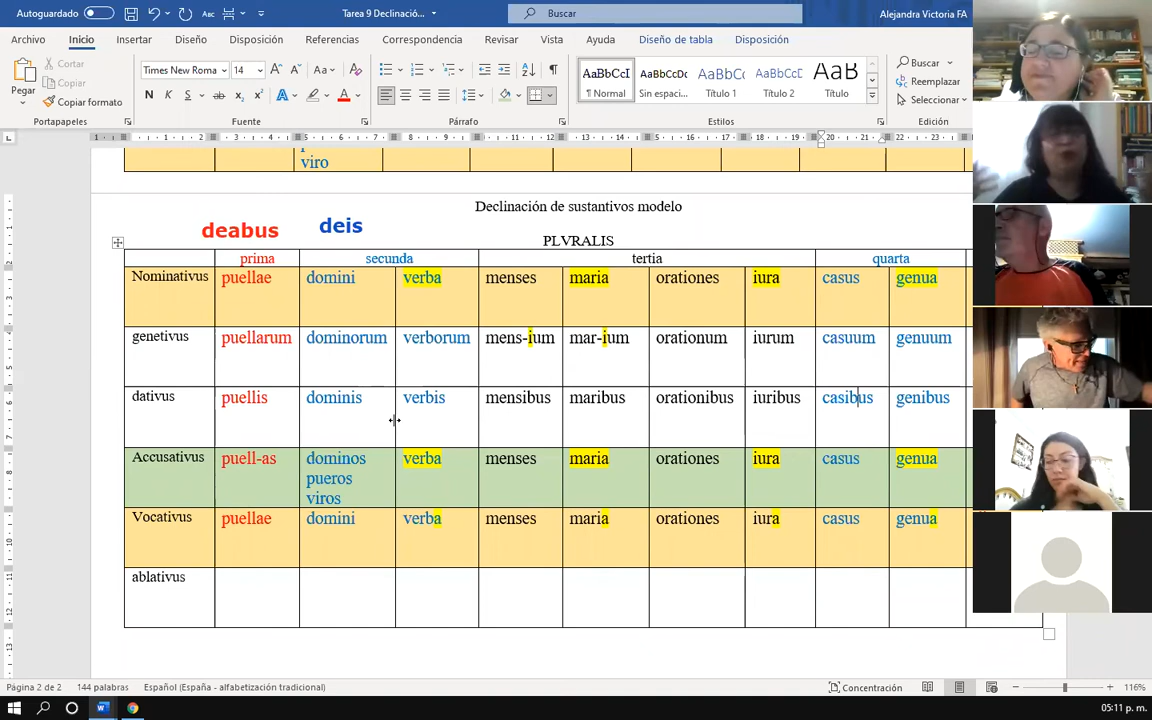 Autoguardado Tarea 9 Declinació... Buscar Alejandra Victoria FA
Archivo Inicio Insertar Diseño Disposición Referencias Correspondencia Revisar Vista Ayuda Diseño de tabla Disposición
Pegar Cortar Copiar Copiar formato
Times New Roma 14 Aa
N K S ab x₂ x² A A
AaBbCcI AaBbCcDc AaBbCc AaBbCcD AaB
¶ Normal Sin espaci... Título 1 Título 2 Título
Buscar
Reemplazar
Seleccionar
Portapapeles Fuente Párrafo Estilos Edición
viro
Declinación de sustantivos modelo
deabus deis
PLVRALIS
prima secunda tertia quarta
Nominativus puellae domini verba menses maria orationes iura casus genua
genetivus puellarum dominorum verborum mens-ium mar-ium orationum iurum casuum genuum
dativus puellis dominis verbis mensibus maribus orationibus iuribus casibus genibus
Accusativus puell-as dominos verba menses maria orationes iura casus genua
pueros
viros
Vocativus puellae domini verba menses maria orationes iura casus genua
ablativus
Página 2 de 2 144 palabras Español (España - alfabetización tradicional) Concentración 116%
05:11 p. m.